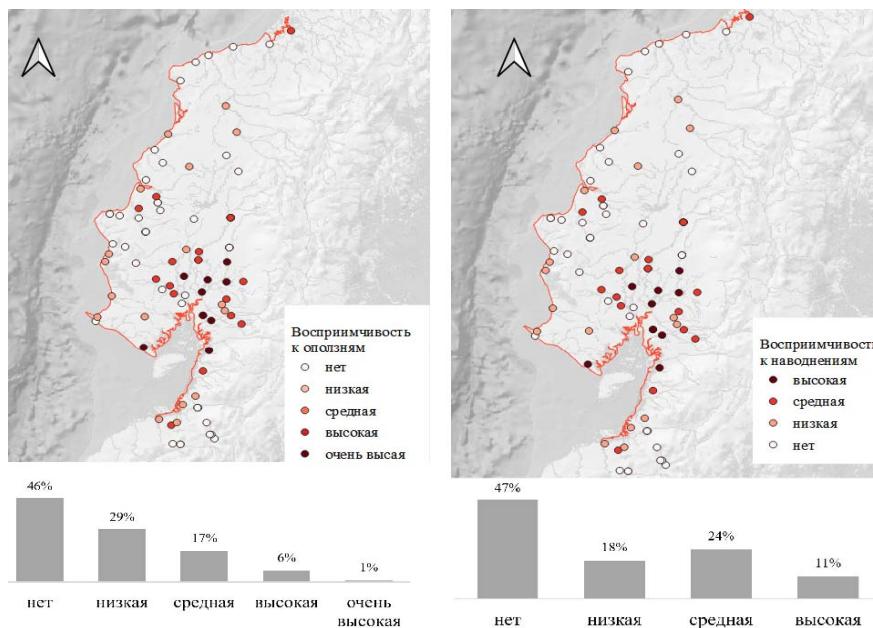 Восприимчивость
к оползням
нет
низкая
средная
высокая
очень высая
Восприимчивость
к наводнениям
высокая
средная
низкая
нет
46%
29%
17%
6%
1%
нет
низкая
средная
высокая
очень
высокая
47%
18%
24%
11%
нет
низкая
средная
высокая